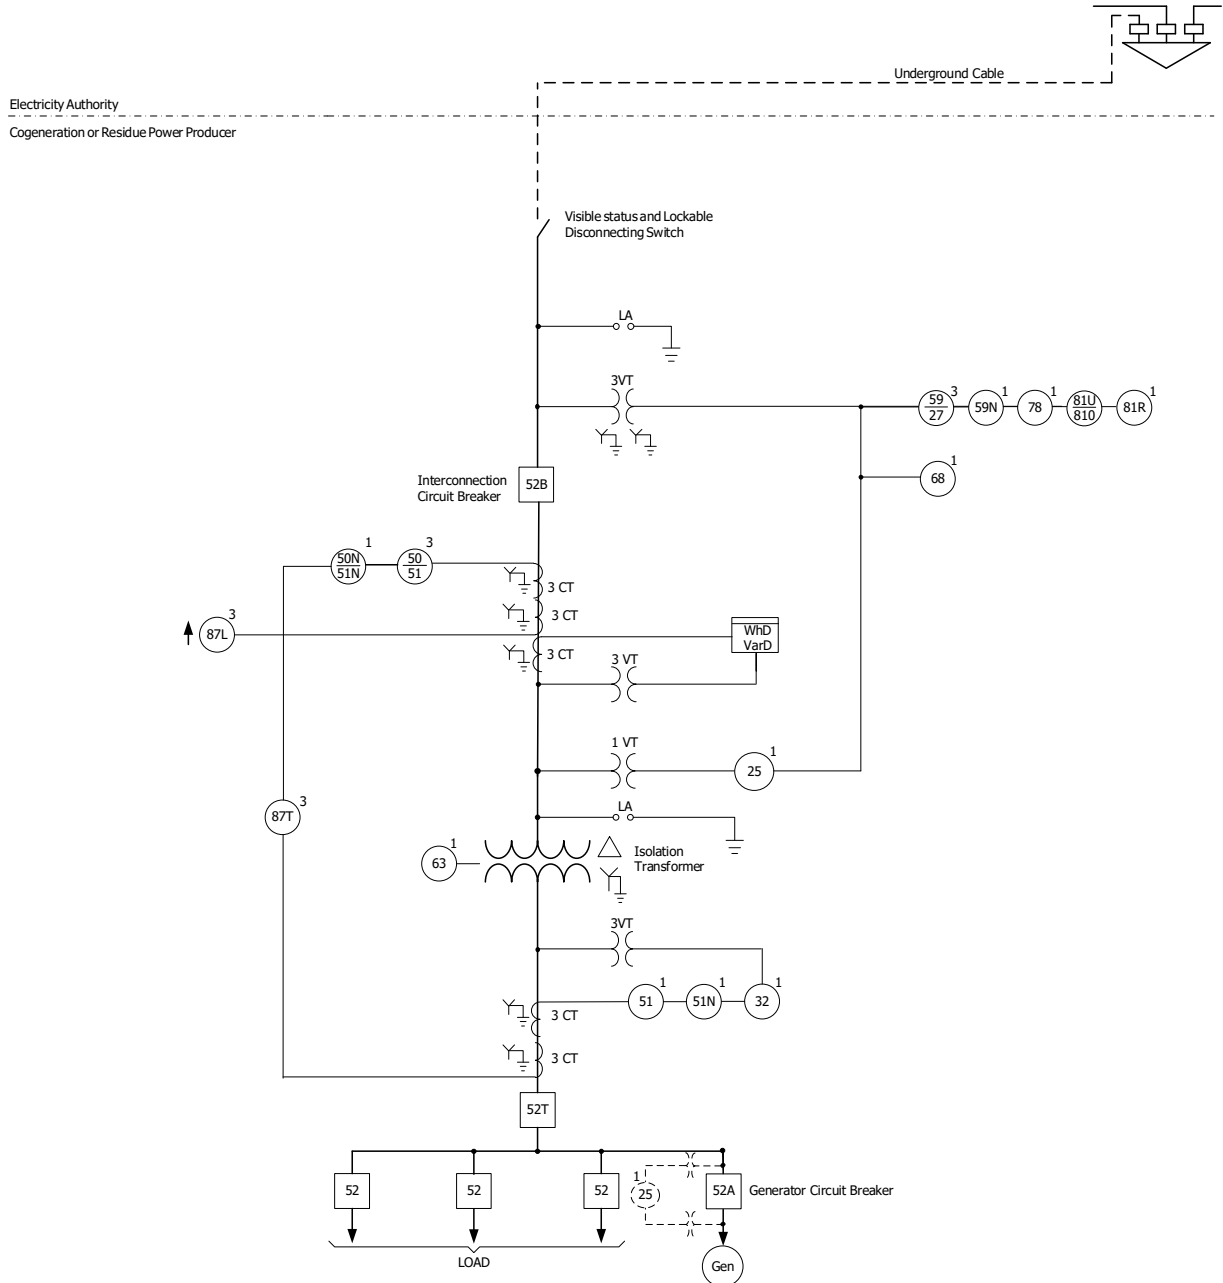 Underground Cable
Electricity Authority
Cogeneration or Residue Power Producer
Visible status and Lockable
Disconnecting Switch
LA
3VT
59
27
3
59N
1
78
1
81U
810
1
81R
1
68
1
Interconnection
Circuit Breaker
52B
50N
51N
1
50
51
3
3 CT
3 CT
87L
3
WhD
VarD
3 CT
3 VT
1 VT
25
1
87T
3
LA
63
1
Isolation
Transformer
3VT
51
1
51N
1
32
1
3 CT
3 CT
52T
52
52
52
1
25
52A
Generator Circuit Breaker
LOAD
Gen